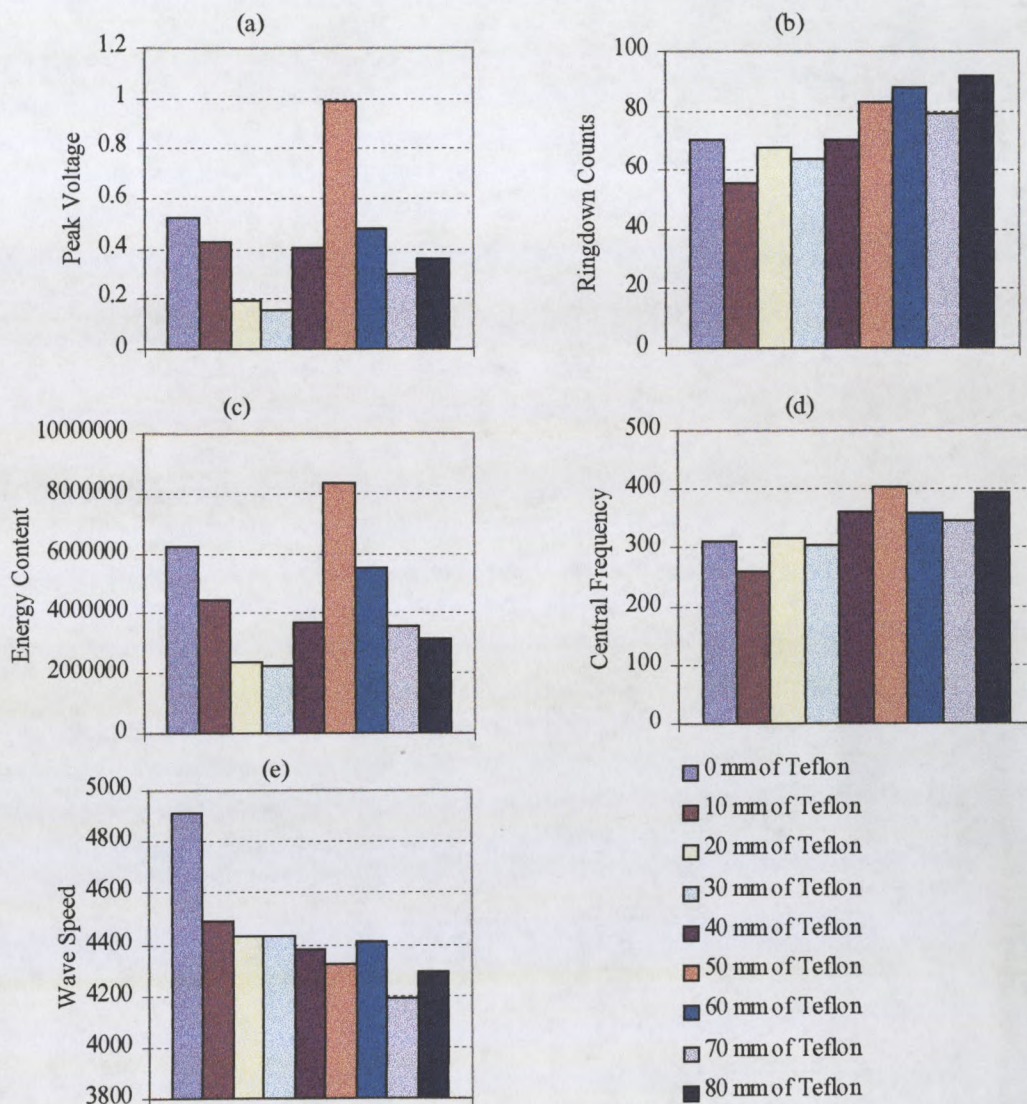 (a)
1.2
1
0.8
0.6
0.4
0.2
0
Peak Voltage
(b)
100
80
60
40
20
0
Ringdown Counts
(c)
10000000
8000000
6000000
4000000
2000000
0
Energy Content
(d)
500
400
300
200
100
0
Central Frequency
(e)
5000
4800
4600
4400
4200
4000
3800
Wave Speed
0 mm of Teflon
10 mm of Teflon
20 mm of Teflon
30 mm of Teflon
40 mm of Teflon
50 mm of Teflon
60 mm of Teflon
70 mm of Teflon
80 mm of Teflon